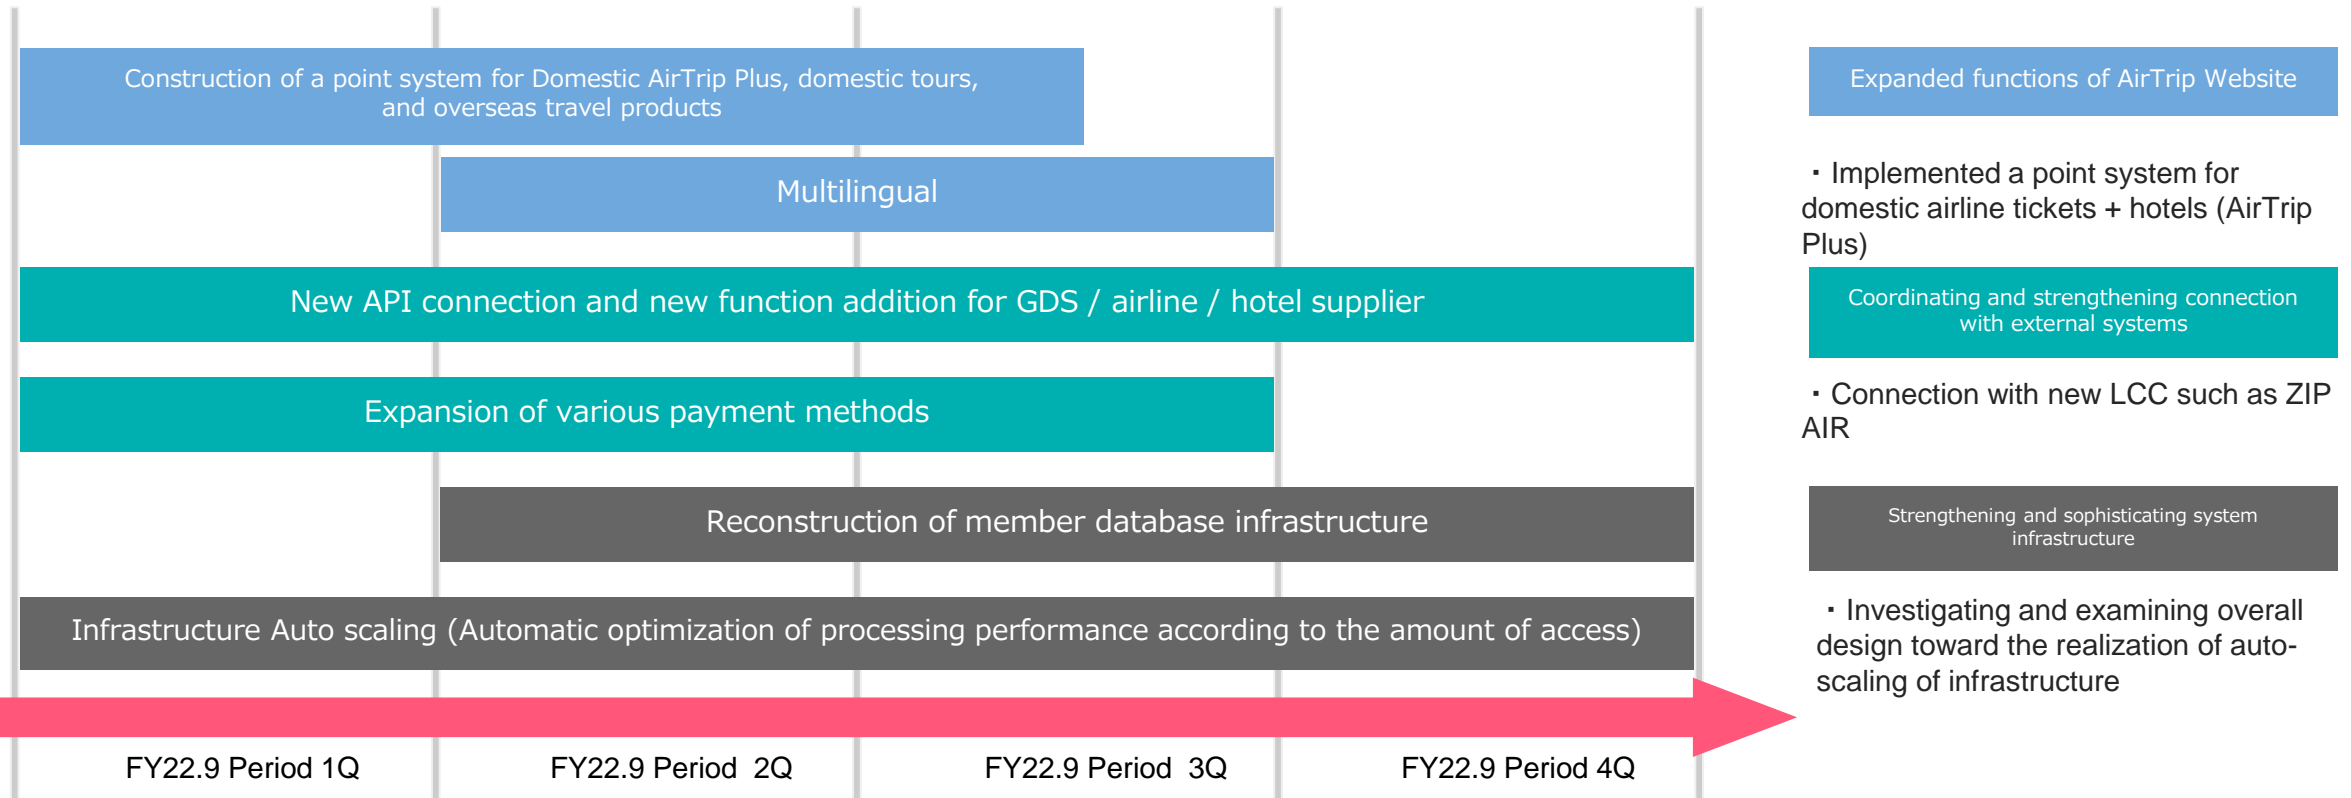 Construction of a point system for Domestic AirTrip Plus, domestic tours,
and overseas travel products
Multilingual
New API connection and new function addition for GDS / airline / hotel supplier
Expansion of various payment methods
Reconstruction of member database infrastructure
Infrastructure Auto scaling (Automatic optimization of processing performance according to the amount of access)
FY22.9 Period 1Q
FY22.9 Period 2Q
FY22.9 Period 3Q
FY22.9 Period 4Q
Expanded functions of AirTrip Website
・Implemented a point system for
domestic airline tickets + hotels (AirTrip
Plus)
Coordinating and strengthening connection
with external systems
・Connection with new LCC such as ZIP
AIR
Strengthening and sophisticating system
infrastructure
・Investigating and examining overall
design toward the realization of auto-
scaling of infrastructure